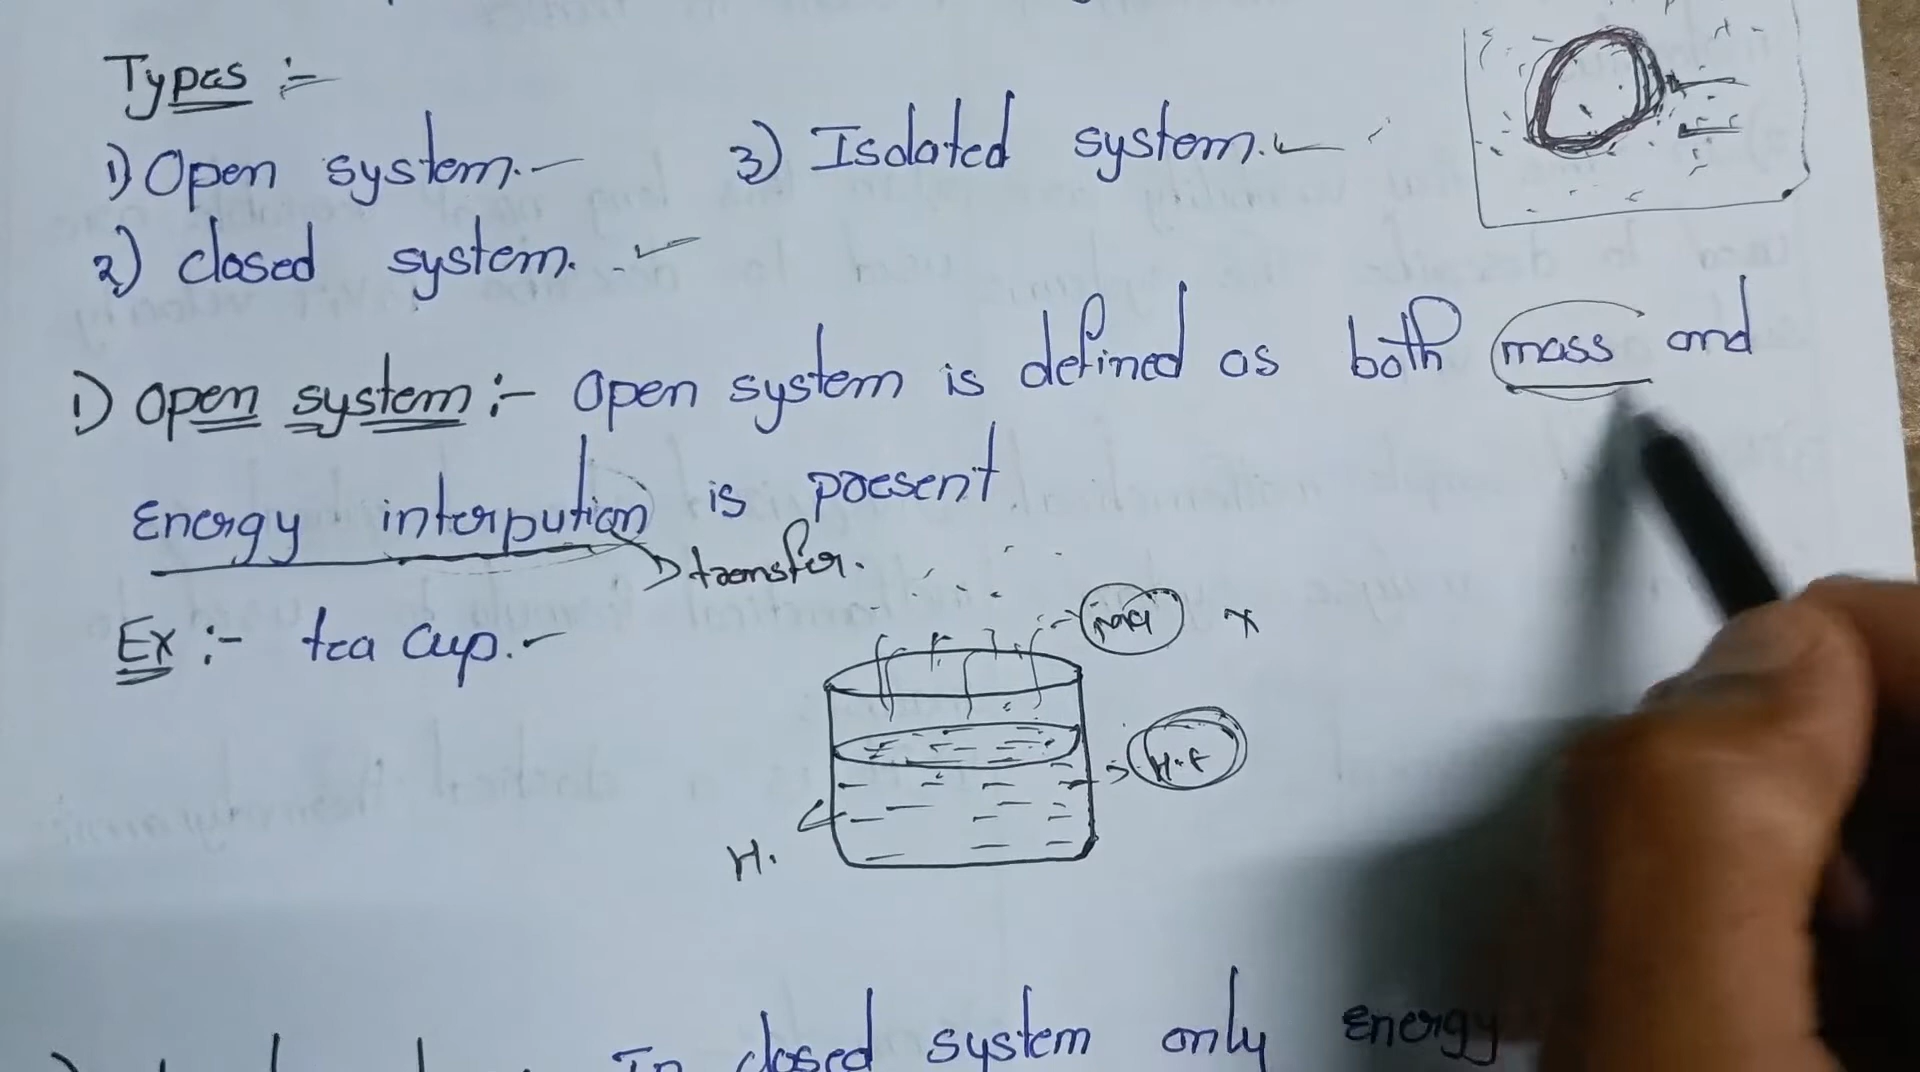 Types :-
1) Open system.
3) Isolated system.
2) closed system.
1) Open system :- Open system is defined as both mass and
Energy interpution is present
transfer.
Ex :- tea cup.
H.
In closed system only Energy